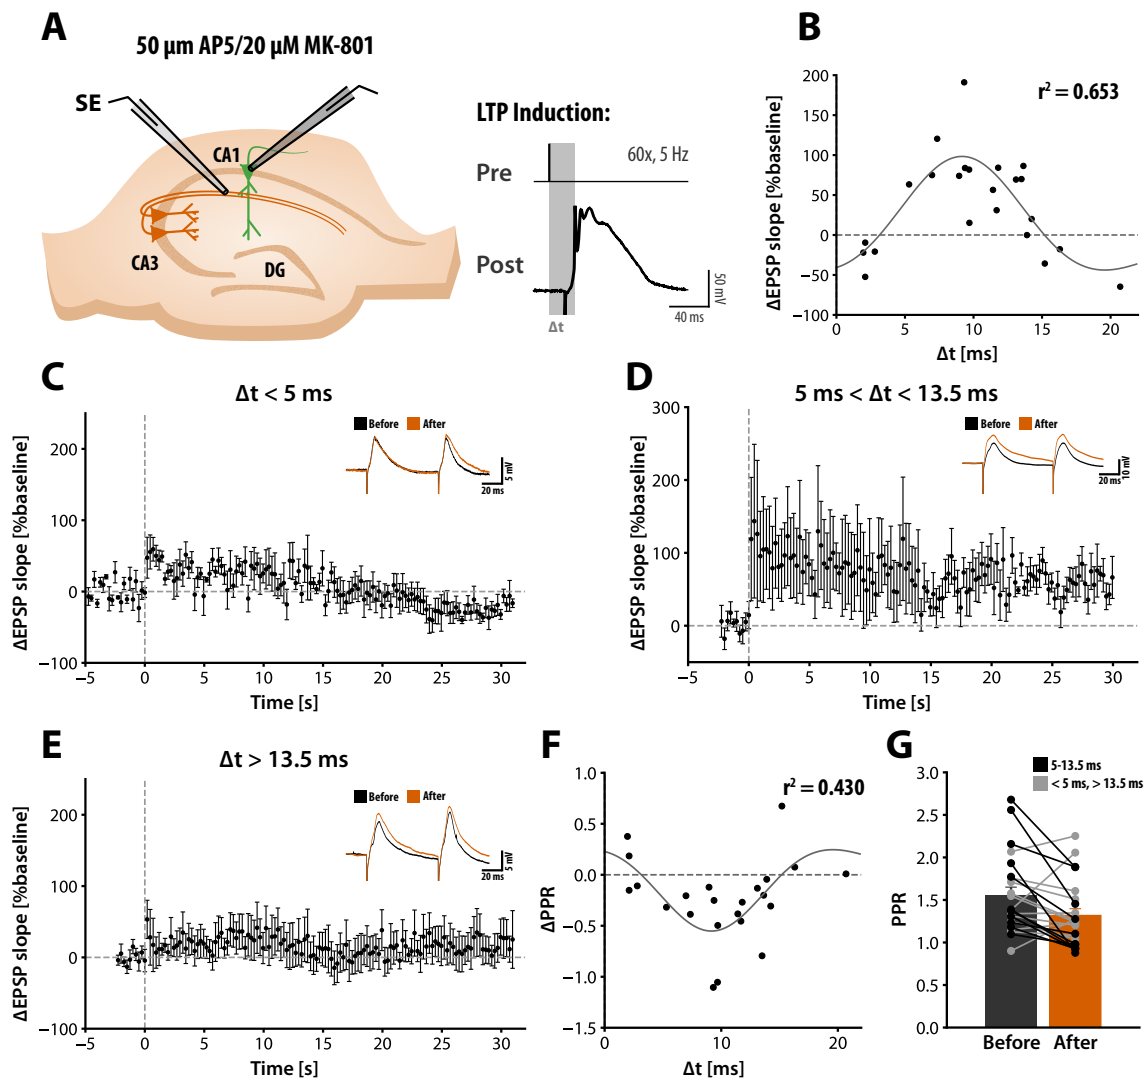 A
50 µm AP5/20 µM MK-801
SE
CA1
CA3
DG
LTP Induction:
60x, 5 Hz
Pre
Post
Δt
50 mV
40 ms
B
r² = 0.653
ΔEPSP slope [%baseline]
200
150
100
50
0
−50
−100
0
5
10
15
20
Δt [ms]
C
Δt < 5 ms
Before
After
5 mV
20 ms
ΔEPSP slope [%baseline]
200
100
0
−100
−5
0
5
10
15
20
25
30
Time [s]
D
5 ms < Δt < 13.5 ms
Before
After
10 mV
20 ms
ΔEPSP slope [%baseline]
300
200
100
0
−5
0
5
10
15
20
25
30
Time [s]
E
Δt > 13.5 ms
Before
After
5 mV
20 ms
ΔEPSP slope [%baseline]
200
100
0
−100
−5
0
5
10
15
20
25
30
Time [s]
F
r² = 0.430
ΔPPR
1.0
0.5
0.0
−0.5
−1.0
−1.5
0
10
20
Δt [ms]
G
5-13.5 ms
< 5 ms, > 13.5 ms
PPR
3.0
2.5
2.0
1.5
1.0
0.5
0.0
Before
After